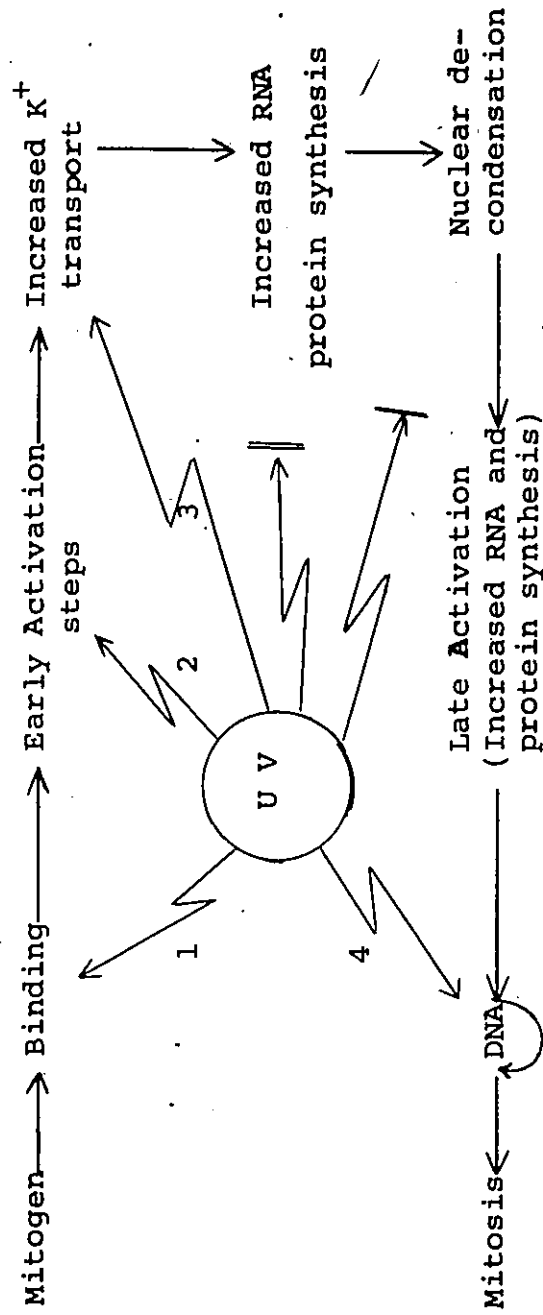 Mitogen
Binding
Early Activation
steps
Increased K+
transport
1
2
3
U V
4
Increased RNA
protein synthesis
Nuclear de-
condensation
Late Activation
(Increased RNA and
protein synthesis)
DNA
Mitosis